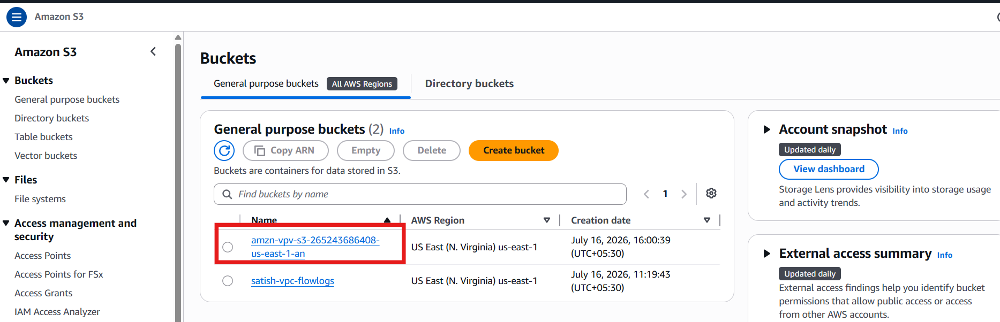 Amazon S3
Amazon S3
Buckets
General purpose buckets
Directory buckets
Table buckets
Vector buckets
Files
File systems
Access management and
security
Access Points
Access Points for FSx
Access Grants
IAM Access Analyzer
Buckets
General purpose buckets All AWS Regions Directory buckets
General purpose buckets (2) Info
Copy ARN Empty Delete Create bucket
Buckets are containers for data stored in S3.
Find buckets by name 1
Name AWS Region Creation date
amzn-vpv-s3-265243686408-
us-east-1-an
US East (N. Virginia) us-east-1
July 16, 2026, 16:00:39
(UTC+05:30)
satish-vpc-flowlogs
US East (N. Virginia) us-east-1
July 16, 2026, 11:19:43
(UTC+05:30)
Account snapshot Info
Updated daily
View dashboard
Storage Lens provides visibility into storage usage
and activity trends.
External access summary Info
Updated daily
External access findings help you identify bucket
permissions that allow public access or access
from other AWS accounts.